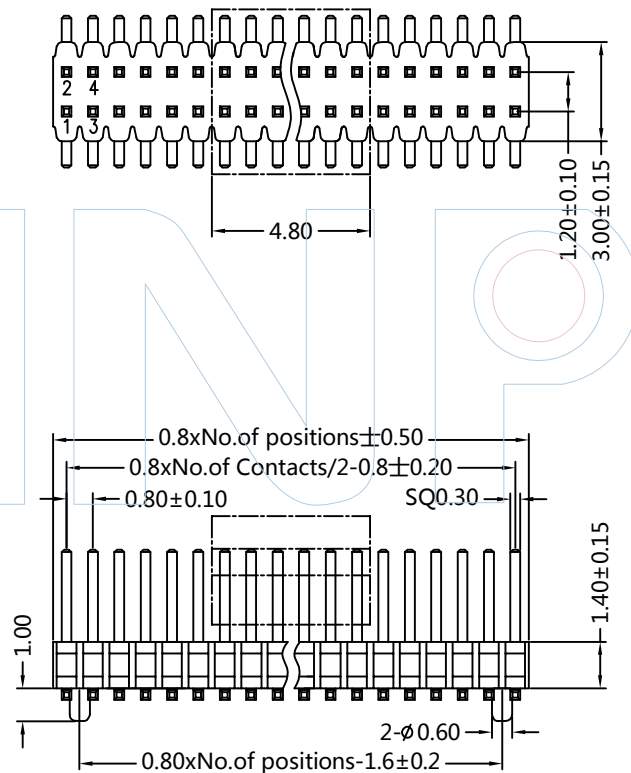 2 4
1 3
4.80
1.20±0.10
3.00±0.15
INP
0.8xNo.of positions±0.50
0.8xNo.of Contacts/2-0.8±0.20
0.80±0.10
SQ0.30
1.00
1.40±0.15
2-ø0.60
0.80xNo.of positions-1.6±0.2